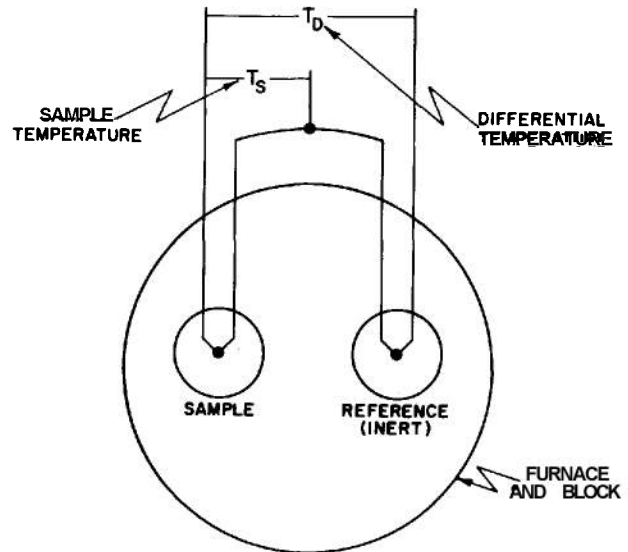 T_D
T_S
SAMPLE
TEMPERATURE
DIFFERENTIAL
TEMPERATURE
SAMPLE
REFERENCE
(INERT)
FURNACE
AND BLOCK